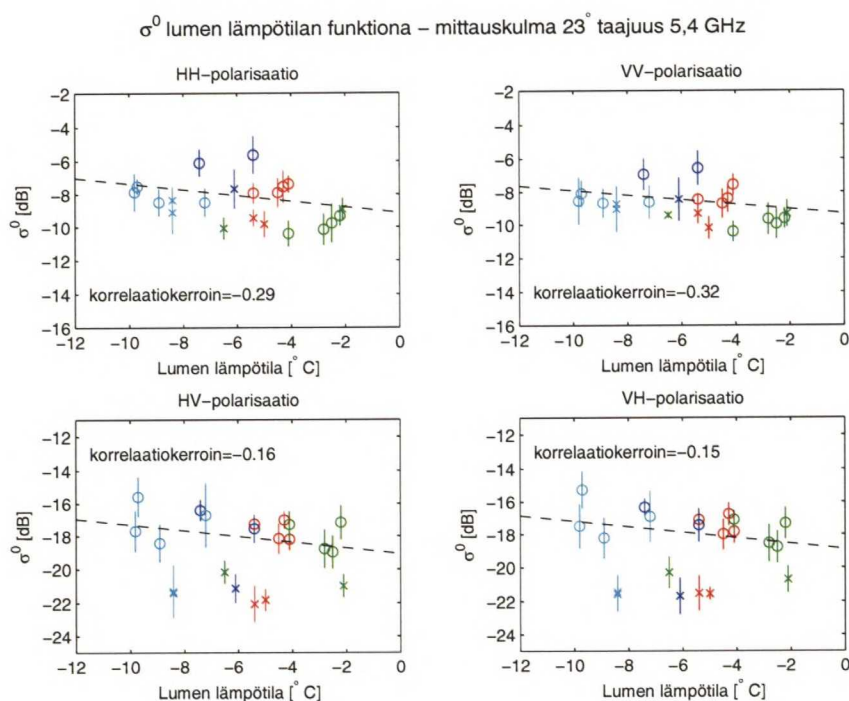 σ⁰ lumen lämpötilan funktiona – mittauskulma 23° taajuus 5,4 GHz
HH–polarisaatio
−2
−4
−6
−8
−10
−12
−14
−16
σ⁰ [dB]
korrelaatiokerroin=−0.29
−12 −10 −8 −6 −4 −2 0
Lumen lämpötila [° C]
VV–polarisaatio
−2
−4
−6
−8
−10
−12
−14
−16
σ⁰ [dB]
korrelaatiokerroin=−0.32
−12 −10 −8 −6 −4 −2 0
Lumen lämpötila [° C]
HV–polarisaatio
−12
−14
−16
−18
−20
−22
−24
σ⁰ [dB]
korrelaatiokerroin=−0.16
−12 −10 −8 −6 −4 −2 0
Lumen lämpötila [° C]
VH–polarisaatio
−12
−14
−16
−18
−20
−22
−24
σ⁰ [dB]
korrelaatiokerroin=−0.15
−12 −10 −8 −6 −4 −2 0
Lumen lämpötila [° C]